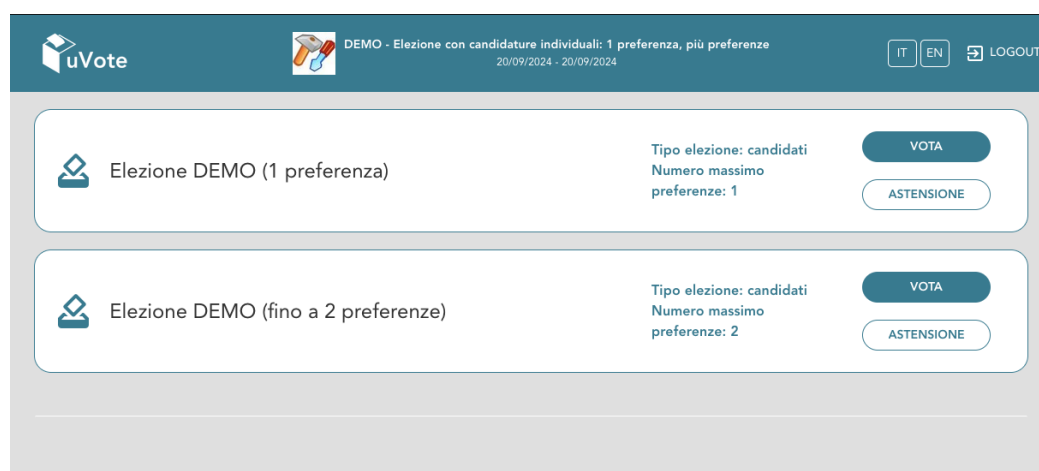 uVote
DEMO - Elezione con candidature individuali: 1 preferenza, più preferenze
20/09/2024 - 20/09/2024
IT
EN
LOGOUT
Elezione DEMO (1 preferenza)
Tipo elezione: candidati
Numero massimo
preferenze: 1
VOTA
ASTENSIONE
Elezione DEMO (fino a 2 preferenze)
Tipo elezione: candidati
Numero massimo
preferenze: 2
VOTA
ASTENSIONE